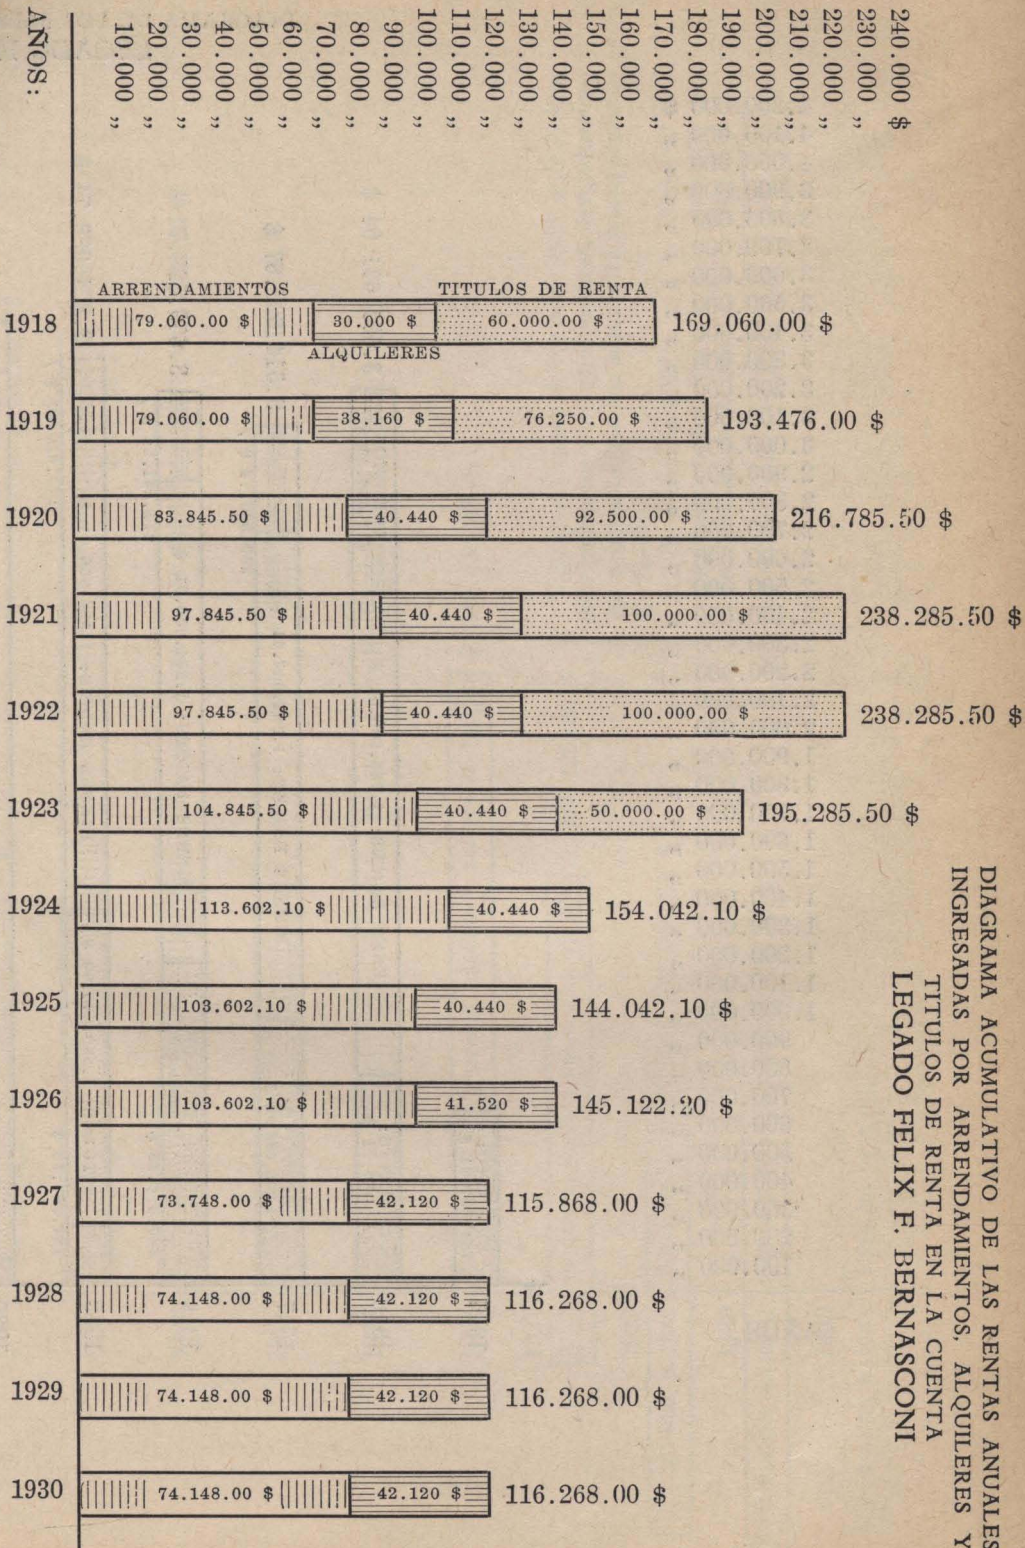 240.000 $
230.000 „
220.000 „
210.000 „
200.000 „
190.000 „
180.000 „
170.000 „
160.000 „
150.000 „
140.000 „
130.000 „
120.000 „
110.000 „
100.000 „
90.000 „
80.000 „
70.000 „
60.000 „
50.000 „
40.000 „
30.000 „
20.000 „
10.000 „
AÑOS:
DIAGRAMA ACUMULATIVO DE LAS RENTAS ANUALES
INGRESADAS POR ARRENDAMIENTOS, ALQUILERES Y
TITULOS DE RENTA EN LA CUENTA
LEGADO FELIX F. BERNASCONI
ARRENDAMIENTOS TITULOS DE RENTA
1918 79.060.00 $ 30.000 $ 60.000.00 $ 169.060.00 $
ALQUILERES
1919 79.060.00 $ 38.160 $ 76.250.00 $ 193.476.00 $
1920 83.845.50 $ 40.440 $ 92.500.00 $ 216.785.50 $
1921 97.845.50 $ 40.440 $ 100.000.00 $ 238.285.50 $
1922 97.845.50 $ 40.440 $ 100.000.00 $ 238.285.50 $
1923 104.845.50 $ 40.440 $ 50.000.00 $ 195.285.50 $
1924 113.602.10 $ 40.440 $ 154.042.10 $
1925 103.602.10 $ 40.440 $ 144.042.10 $
1926 103.602.10 $ 41.520 $ 145.122.20 $
1927 73.748.00 $ 42.120 $ 115.868.00 $
1928 74.148.00 $ 42.120 $ 116.268.00 $
1929 74.148.00 $ 42.120 $ 116.268.00 $
1930 74.148.00 $ 42.120 $ 116.268.00 $